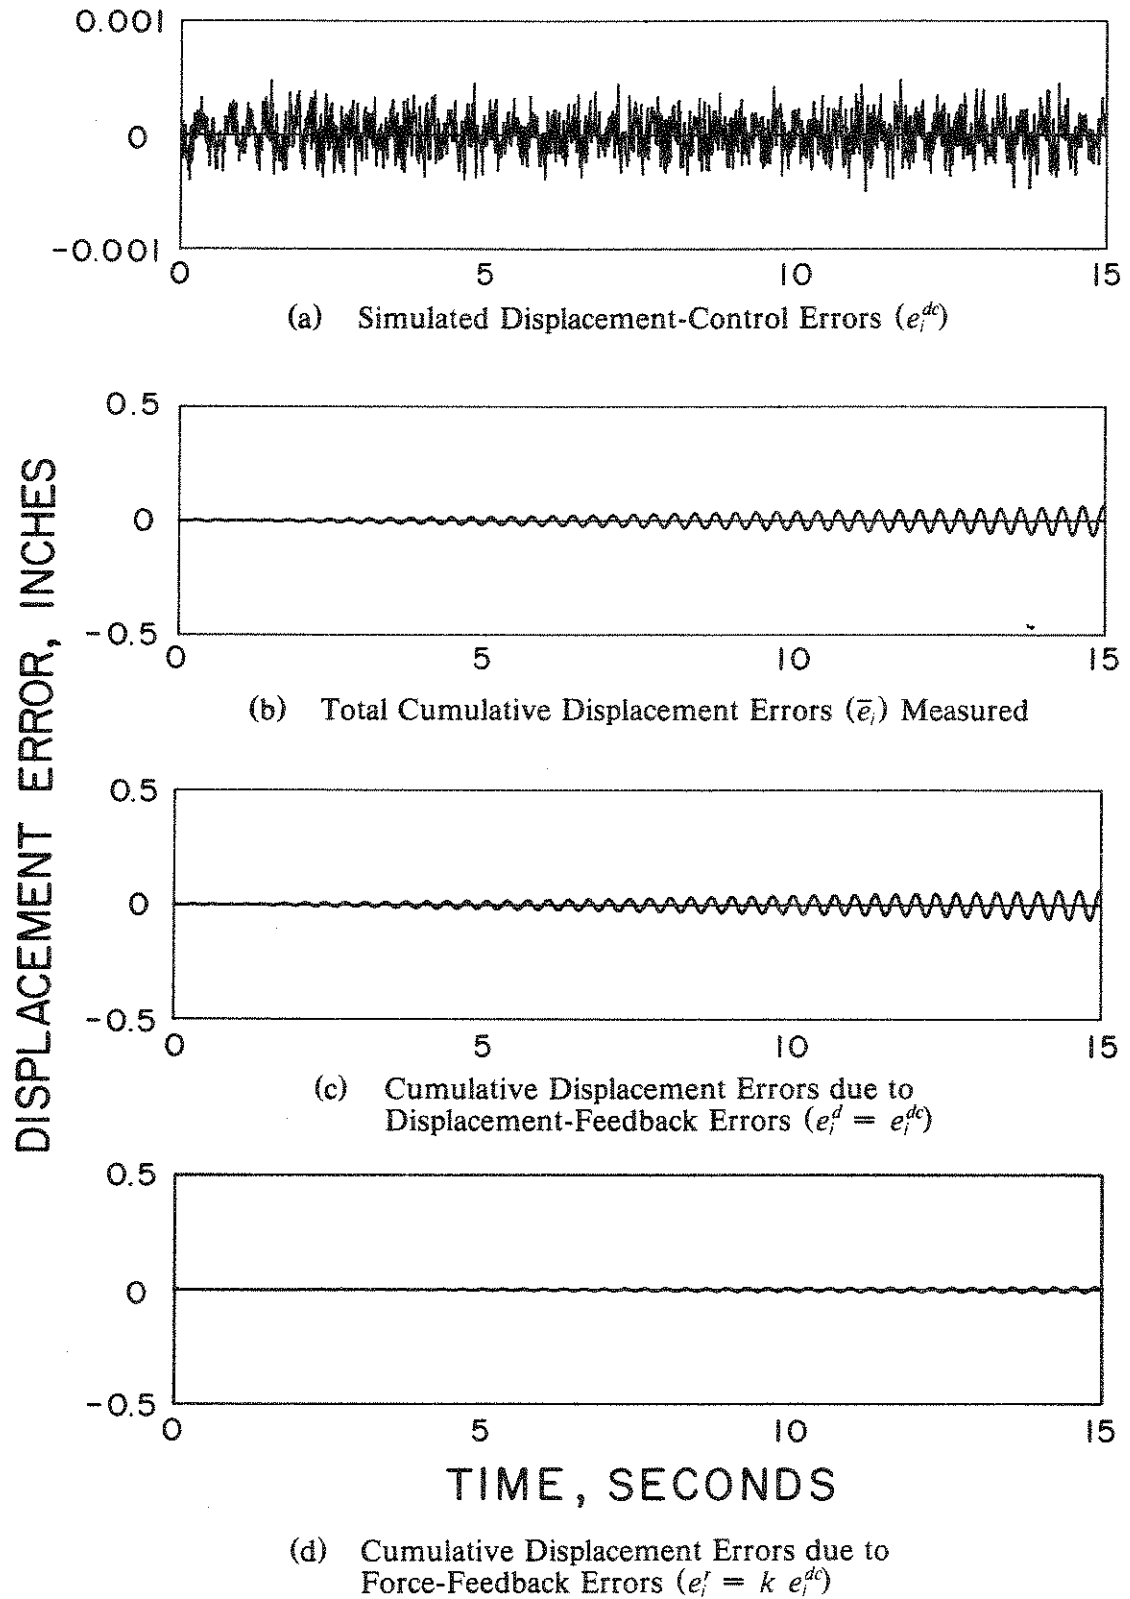 0.001
0
-0.001
0 5 10 15
(a) Simulated Displacement-Control Errors (e_i^{dc})
0.5
0
-0.5
0 5 10 15
(b) Total Cumulative Displacement Errors (ē_i) Measured
0.5
0
-0.5
0 5 10 15
(c) Cumulative Displacement Errors due to
Displacement-Feedback Errors (e_i^d = e_i^{dc})
0.5
0
-0.5
0 5 10 15
DISPLACEMENT ERROR, INCHES
TIME, SECONDS
(d) Cumulative Displacement Errors due to
Force-Feedback Errors (e_i^r = k e_i^{dc})